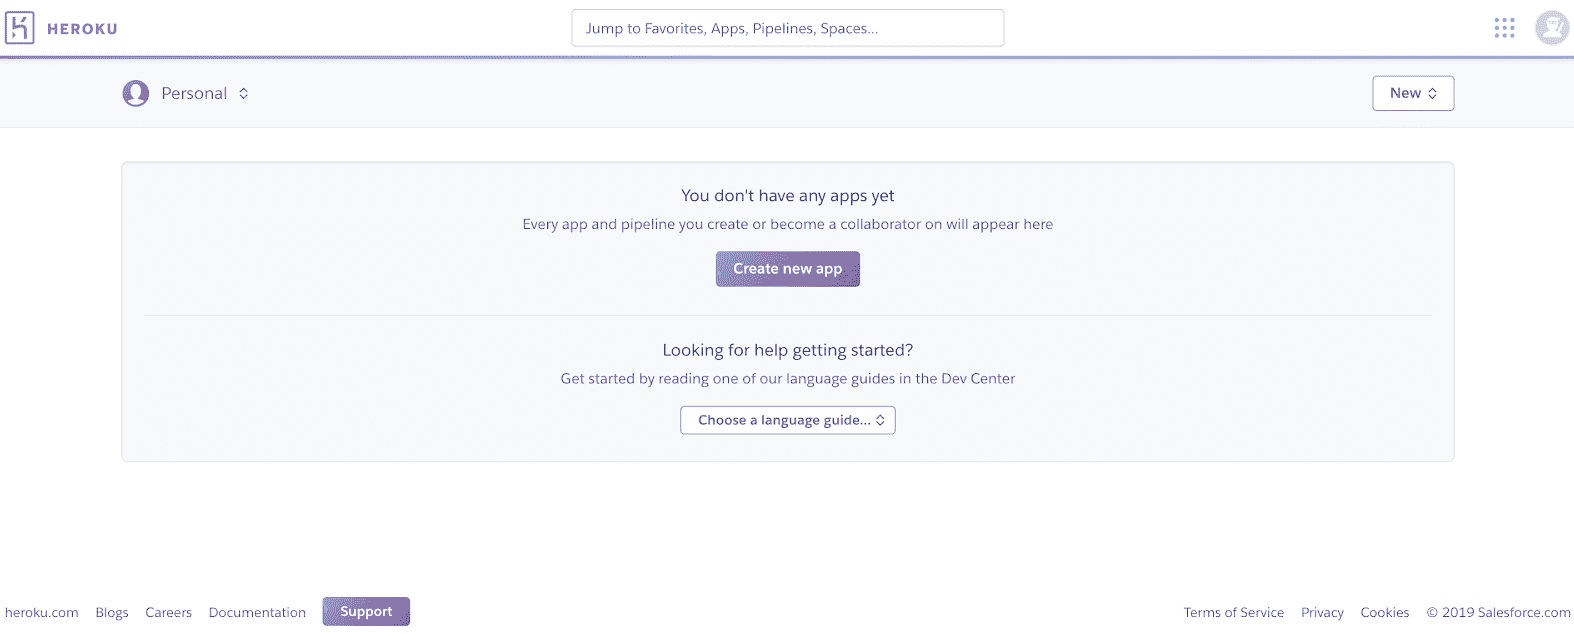 HEROKU
Jump to Favorites, Apps, Pipelines, Spaces...
Personal
New
You don't have any apps yet
Every app and pipeline you create or become a collaborator on will appear here
Create new app
Looking for help getting started?
Get started by reading one of our language guides in the Dev Center
Choose a language guide...
heroku.com Blogs Careers Documentation Support Terms of Service Privacy Cookies © 2019 Salesforce.com